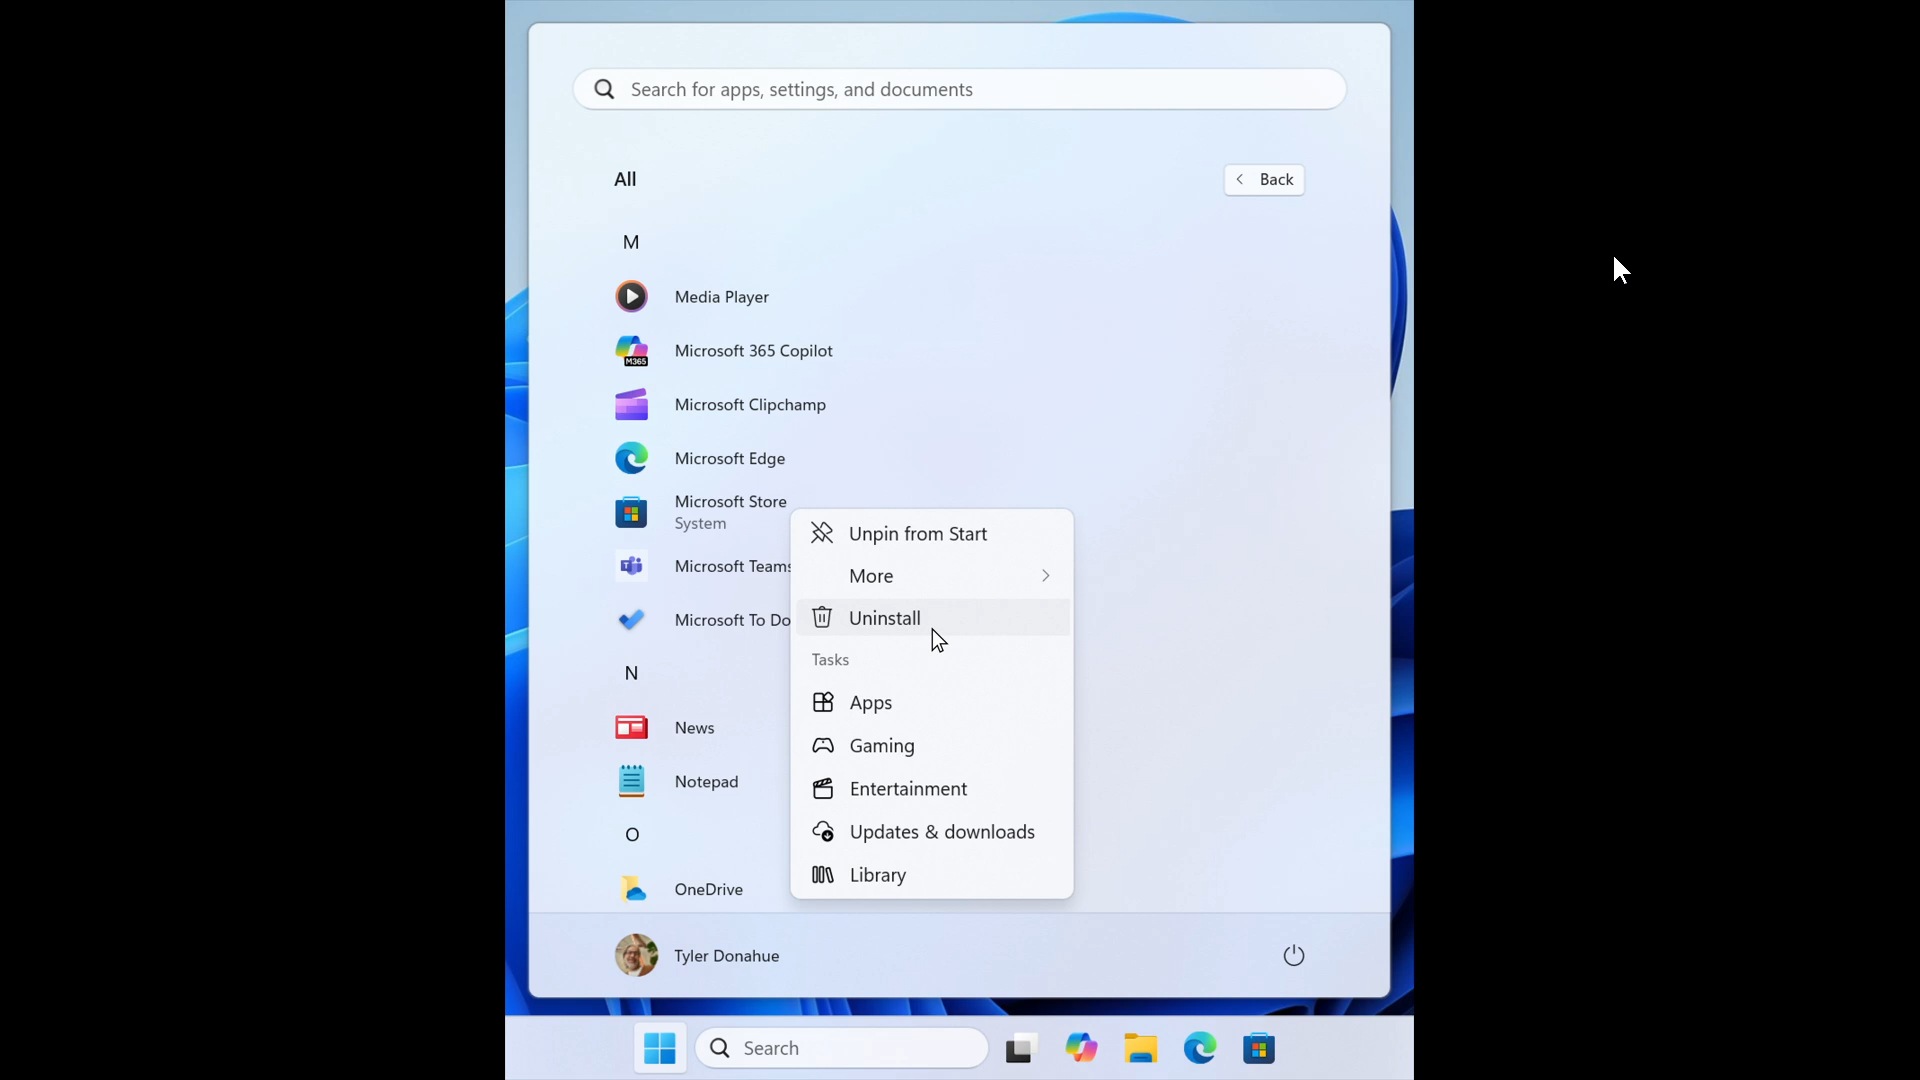 Search for apps, settings, and documents
All
Back
M
Media Player
M365
Microsoft 365 Copilot
Microsoft Clipchamp
Microsoft Edge
Microsoft Store
System
Microsoft Teams
Microsoft To Do
N
News
Notepad
O
OneDrive
Unpin from Start
More
Uninstall
Tasks
Apps
Gaming
Entertainment
Updates & downloads
Library
Tyler Donahue
Search